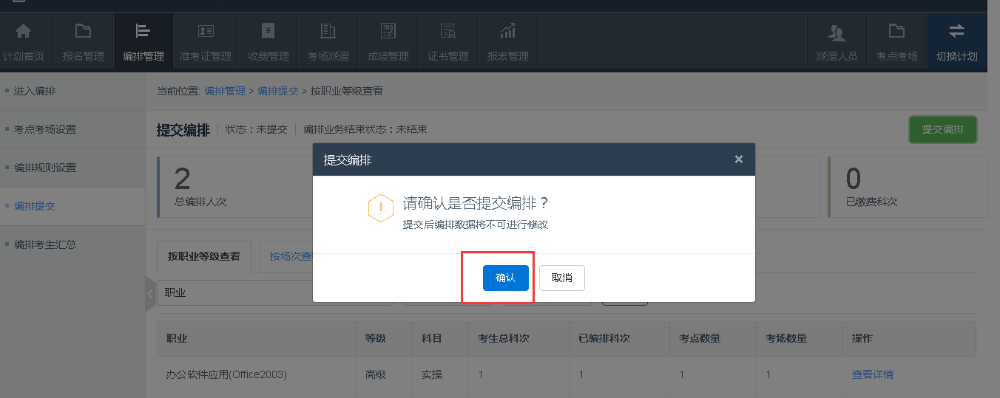 计划首页 报名管理 编排管理 准考证管理 收费管理 考场派遣 成绩管理 证书管理 报表管理 派遣人员 考点考场 切换计划
进入编排
考点考场设置
编排规则设置
编排提交
编排考生汇总
当前位置: 编排管理 > 编排提交 > 按职业等级查看
提交编排 状态：未提交 编排业务结束状态：未结束 提交编排
2
总编排人次
0
已缴费科次
提交编排 ×
请确认是否提交编排？
提交后编排数据将不可进行修改
确认 取消
按职业等级查看 按场次查
职业
职业 等级 科目 考生总科次 已编排科次 考点数量 考场数量 操作
办公软件应用(Office2003) 高级 实操 1 1 1 1 查看详情